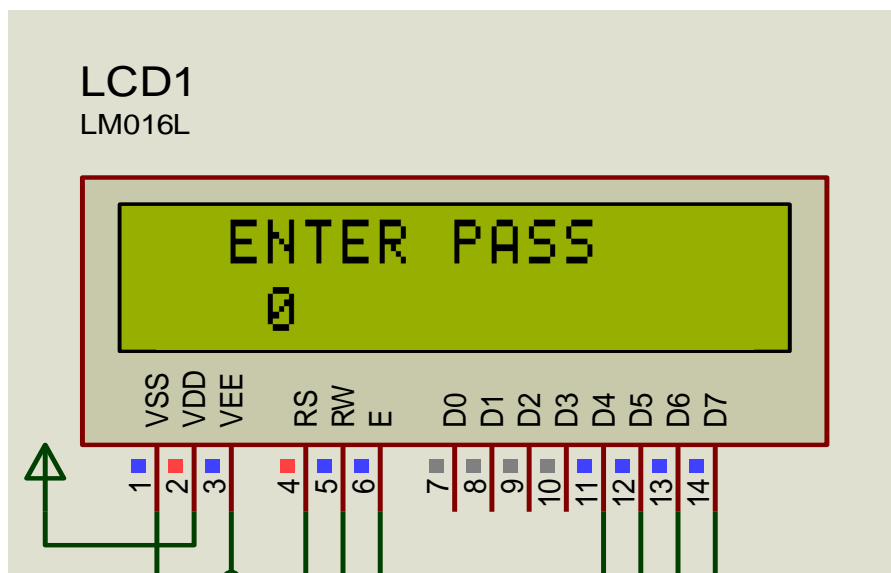 LCD1
LM016L
ENTER PASS
0
VSS VDD VEE RS RW E D0 D1 D2 D3 D4 D5 D6 D7
1 2 3 4 5 6 7 8 9 10 11 12 13 14